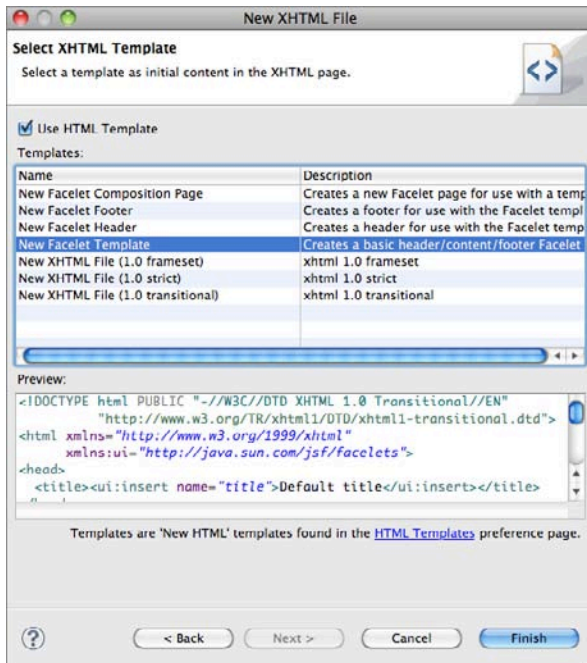 New XHTML File
Select XHTML Template
Select a template as initial content in the XHTML page.
Use HTML Template
Templates:
Name Description
New Facelet Composition Page Creates a new Facelet page for use with a temp
New Facelet Footer Creates a footer for use with the Facelet templ
New Facelet Header Creates a header for use with the Facelet temp
New Facelet Template Creates a basic header/content/footer Facelet
New XHTML File (1.0 frameset) xhtml 1.0 frameset
New XHTML File (1.0 strict) xhtml 1.0 strict
New XHTML File (1.0 transitional) xhtml 1.0 transitional
Preview:
<!DOCTYPE html PUBLIC "-//W3C//DTD XHTML 1.0 Transitional//EN"
"http://www.w3.org/TR/xhtml1/DTD/xhtml1-transitional.dtd">
<html xmlns="http://www.w3.org/1999/xhtml"
xmlns:ui="http://java.sun.com/jsf/facelets">
<head>
<title><ui:insert name="title">Default title</ui:insert></title>
Templates are 'New HTML' templates found in the HTML Templates preference page.
? < Back Next > Cancel Finish